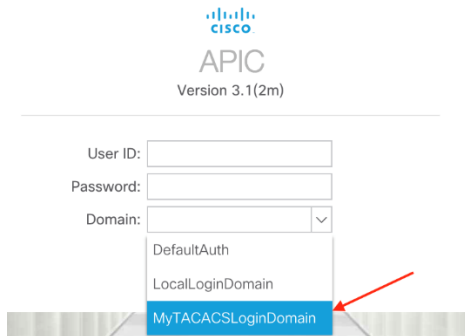 CISCO
APIC
Version 3.1(2m)
User ID:
Password:
Domain:
DefaultAuth
LocalLoginDomain
MyTACACSLoginDomain